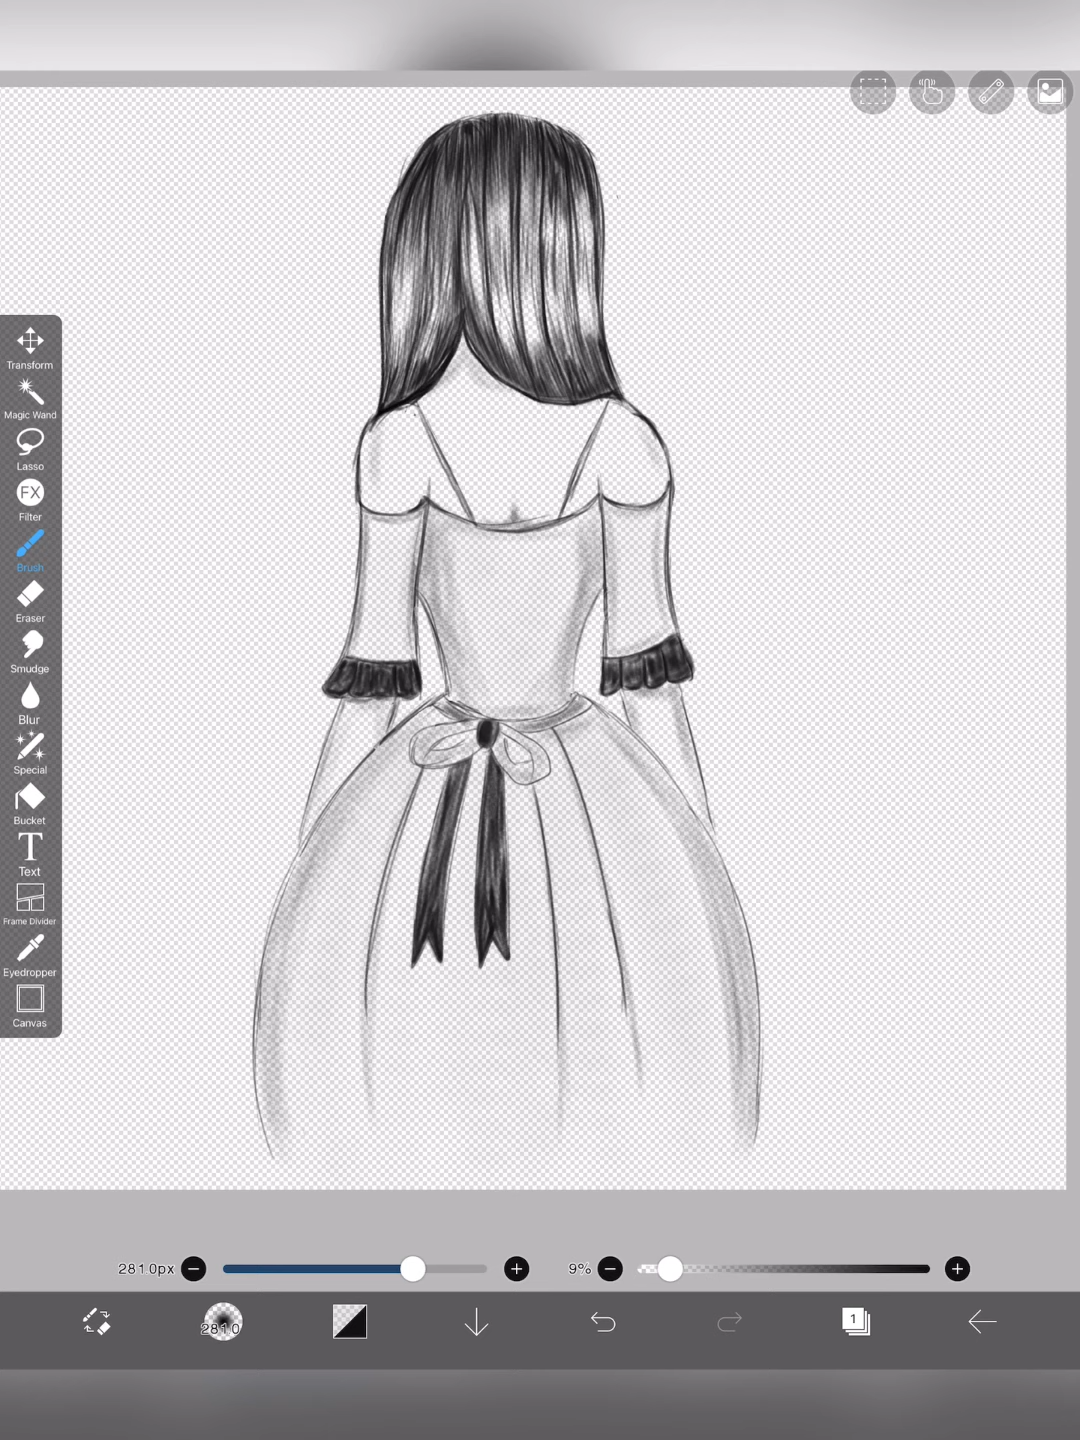 Transform
Magic Wand
Lasso
FX
Filter
Brush
Eraser
Smudge
Blur
Special
Bucket
T
Text
Frame Divider
Eyedropper
Canvas
281.0px
9%
281.0
1